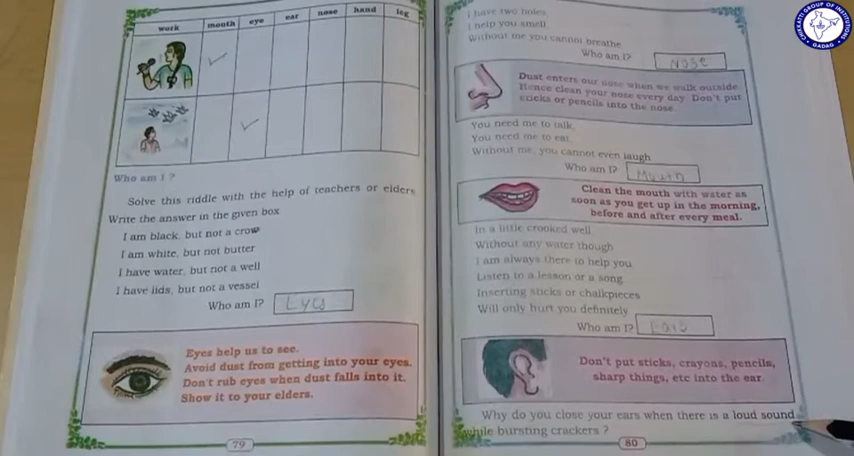 work mouth eye ear nose hand leg
Who am I ?
Solve this riddle with the help of teachers or elders
Write the answer in the given box
I am black, but not a crow
I am white, but not butter
I have water, but not a well
I have lids, but not a vessel
Who am I?
Eyes help us to see.
Avoid dust from getting into your eyes.
Don't rub eyes when dust falls into it.
Show it to your elders.
79
I have two holes,
I help you smell,
Without me you cannot breathe
Who am I? Nose
Dust enters our nose when we walk outside.
Hence clean your nose every day. Don't put
sticks or pencils into the nose.
You need me to talk,
You need me to eat,
Without me, you cannot even laugh
Who am I? Mouth
Clean the mouth with water as
soon as you get up in the morning,
before and after every meal.
In a little crooked well
Without any water though
I am always there to help you
Listen to a lesson or a song
Inserting sticks or chalkpieces
Will only hurt you definitely
Who am I?
Don't put sticks, crayons, pencils,
sharp things, etc into the ear.
Why do you close your ears when there is a loud sound
while bursting crackers ?
80
CHIKKATTI GROUP OF INSTITUTIONS
GADAG